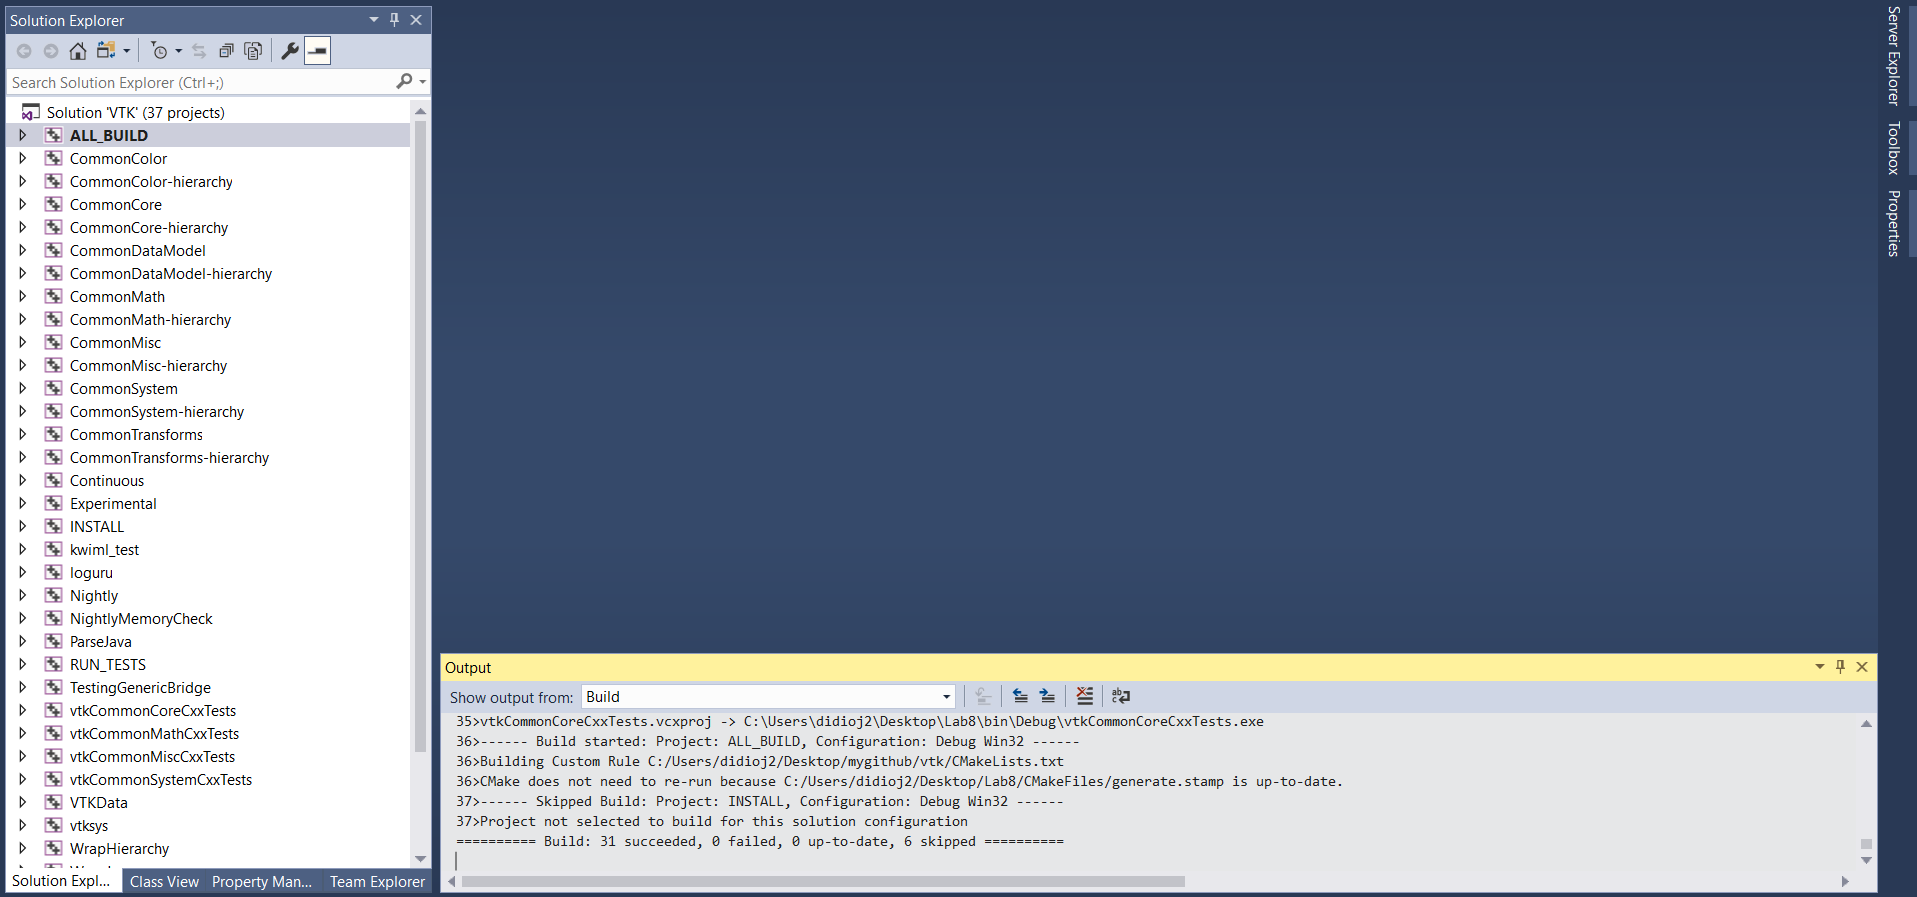 Solution Explorer
Search Solution Explorer (Ctrl+;)
Solution 'VTK' (37 projects)
ALL_BUILD
CommonColor
CommonColor-hierarchy
CommonCore
CommonCore-hierarchy
CommonDataModel
CommonDataModel-hierarchy
CommonMath
CommonMath-hierarchy
CommonMisc
CommonMisc-hierarchy
CommonSystem
CommonSystem-hierarchy
CommonTransforms
CommonTransforms-hierarchy
Continuous
Experimental
INSTALL
kwiml_test
loguru
Nightly
NightlyMemoryCheck
ParseJava
RUN_TESTS
TestingGenericBridge
vtkCommonCoreCxxTests
vtkCommonMathCxxTests
vtkCommonMiscCxxTests
vtkCommonSystemCxxTests
VTKData
vtksys
WrapHierarchy
Solution Expl... Class View Property Man... Team Explorer
Output
Show output from: Build
35>vtkCommonCoreCxxTests.vcxproj -> C:\Users\didioj2\Desktop\Lab8\bin\Debug\vtkCommonCoreCxxTests.exe
36>------ Build started: Project: ALL_BUILD, Configuration: Debug Win32 ------
36>Building Custom Rule C:/Users/didioj2/Desktop/mygithub/vtk/CMakeLists.txt
36>CMake does not need to re-run because C:/Users/didioj2/Desktop/Lab8/CMakeFiles/generate.stamp is up-to-date.
37>------ Skipped Build: Project: INSTALL, Configuration: Debug Win32 ------
37>Project not selected to build for this solution configuration
========== Build: 31 succeeded, 0 failed, 0 up-to-date, 6 skipped ==========
Server Explorer
Toolbox
Properties